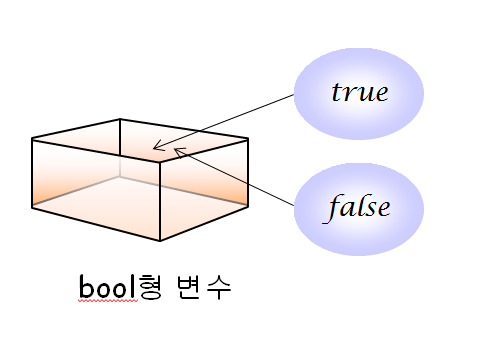 true
false
bool형 변수